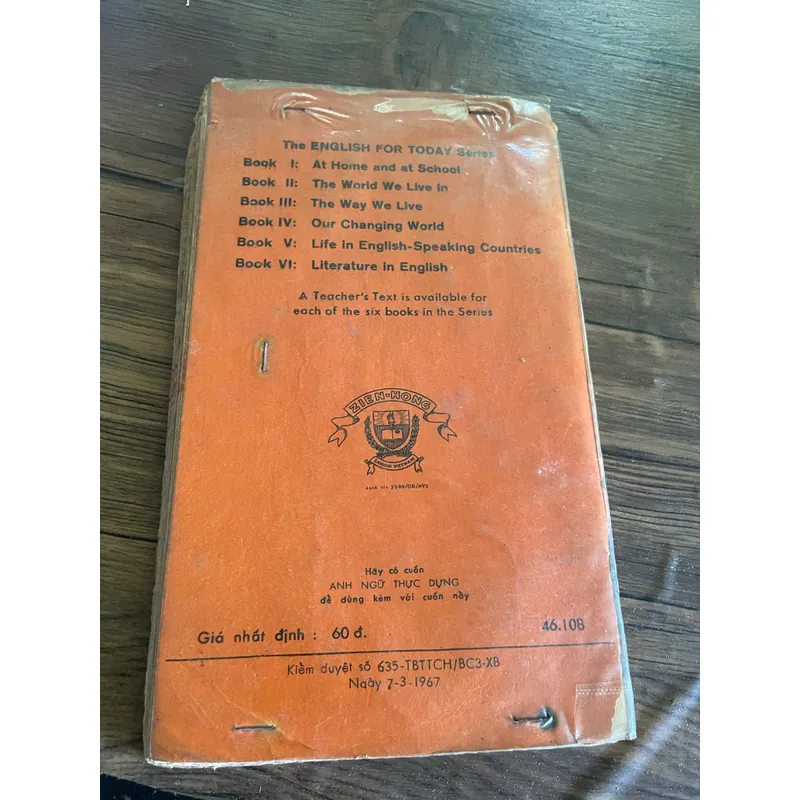 The ENGLISH FOR TODAY Series
Book I: At Home and at School
Book II: The World We Live In
Book III: The Way We Live
Book IV: Our Changing World
Book V: Life in English-Speaking Countries
Book VI: Literature in English
A Teacher's Text is available for
each of the six books in the Series
ZIEN-HONG
SAIGON VIETNAM
Hãy có cuốn
ANH NGỮ THỰC DỤNG
để dùng kèm với cuốn này
Giá nhất định : 60 đ.
46.108
Kiểm duyệt số 635-TBTTCH/BC3-XB
Ngày 7-3-1967